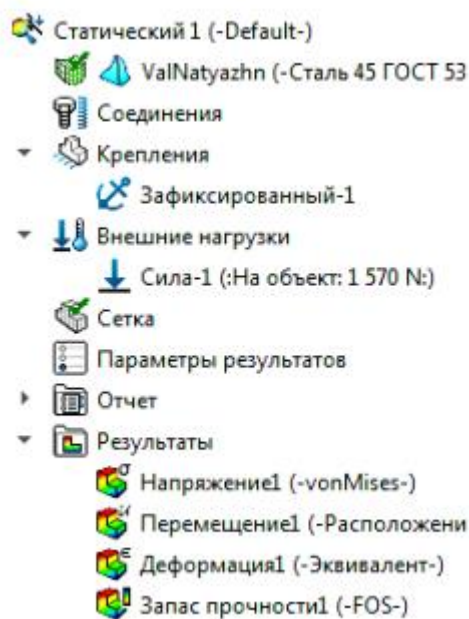 Статический 1 (-Default-)
ValNatyazhn (-Сталь 45 ГОСТ 53
Соединения
Крепления
Зафиксированный-1
Внешние нагрузки
Сила-1 (:На объект: 1 570 N:)
Сетка
Параметры результатов
Отчет
Результаты
Напряжение1 (-vonMises-)
Перемещение1 (-Расположени
Деформация1 (-Эквивалент-)
Запас прочности1 (-FOS-)